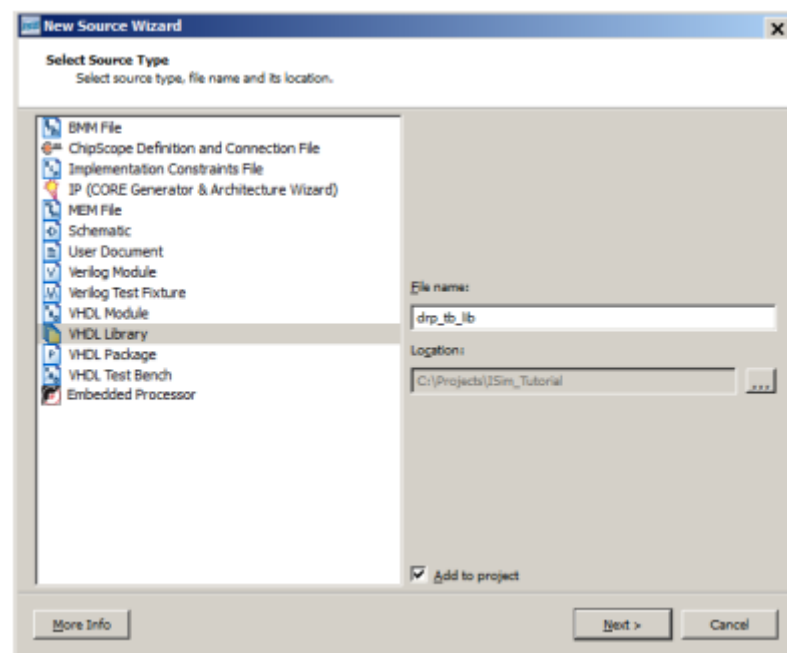 New Source Wizard
Select Source Type
Select source type, file name and its location.
BMM File
ChipScope Definition and Connection File
Implementation Constraints File
IP (CORE Generator & Architecture Wizard)
MEM File
Schematic
User Document
Verilog Module
Verilog Test Fixture
VHDL Module
VHDL Library
VHDL Package
VHDL Test Bench
Embedded Processor
File name:
drp_tb_lib
Location:
C:\Projects\ISim_Tutorial
...
Add to project
More Info
Next >
Cancel